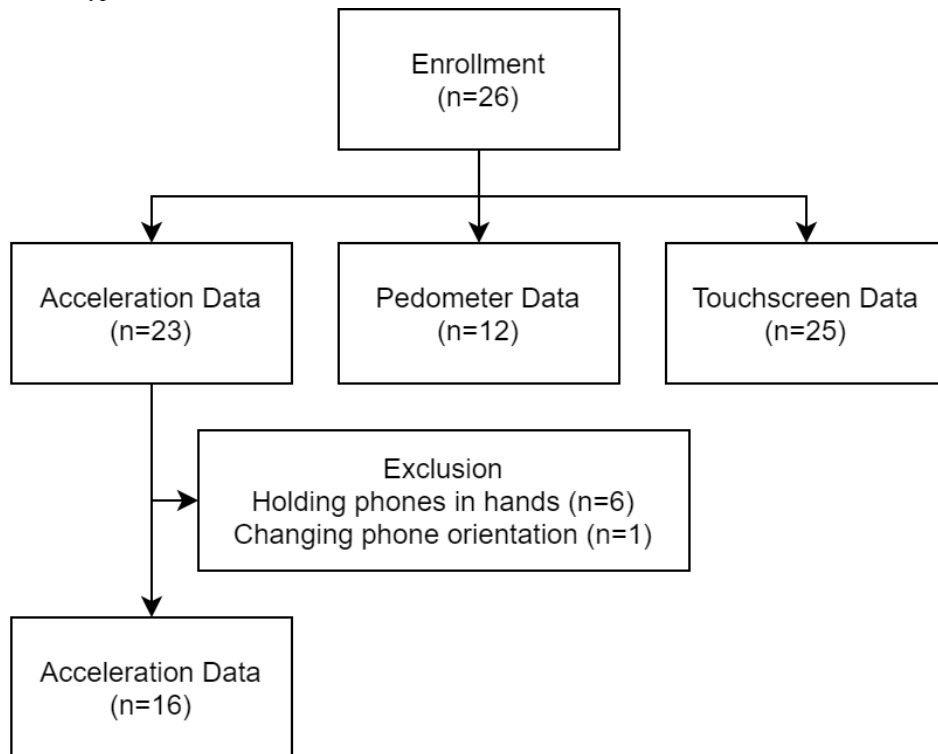 Enrollment
(n=26)
Acceleration Data
(n=23)
Pedometer Data
(n=12)
Touchscreen Data
(n=25)
Exclusion
Holding phones in hands (n=6)
Changing phone orientation (n=1)
Acceleration Data
(n=16)